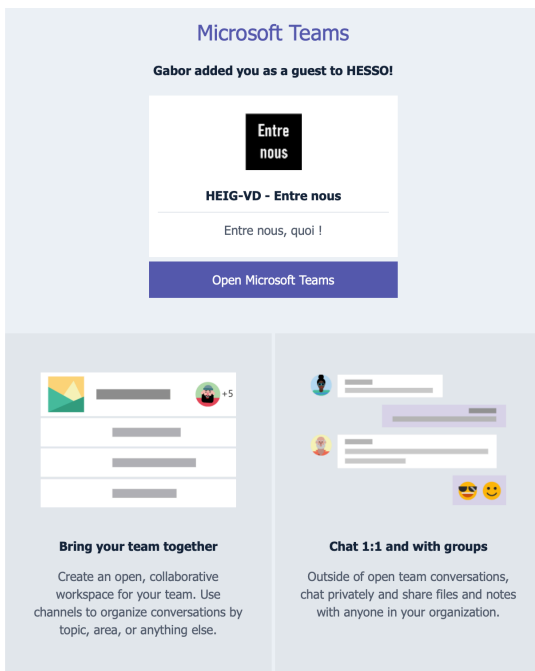 Microsoft Teams
Gabor added you as a guest to HESSO!
Entre
nous
HEIG-VD - Entre nous
Entre nous, quoi !
Open Microsoft Teams
+5
Bring your team together
Create an open, collaborative
workspace for your team. Use
channels to organize conversations by
topic, area, or anything else.
Chat 1:1 and with groups
Outside of open team conversations,
chat privately and share files and notes
with anyone in your organization.